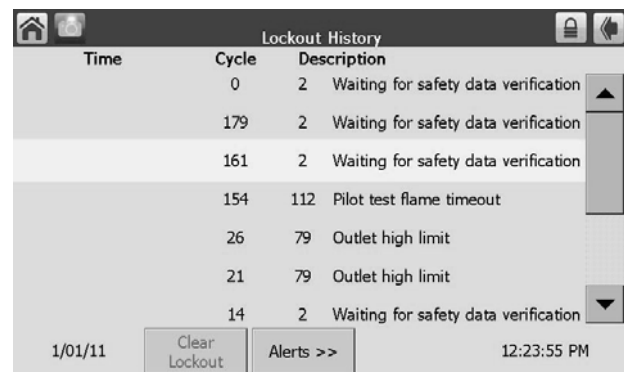 Lockout History
Time Cycle Description
0 2 Waiting for safety data verification
179 2 Waiting for safety data verification
161 2 Waiting for safety data verification
154 112 Pilot test flame timeout
26 79 Outlet high limit
21 79 Outlet high limit
14 2 Waiting for safety data verification
1/01/11 Clear Lockout Alerts >> 12:23:55 PM